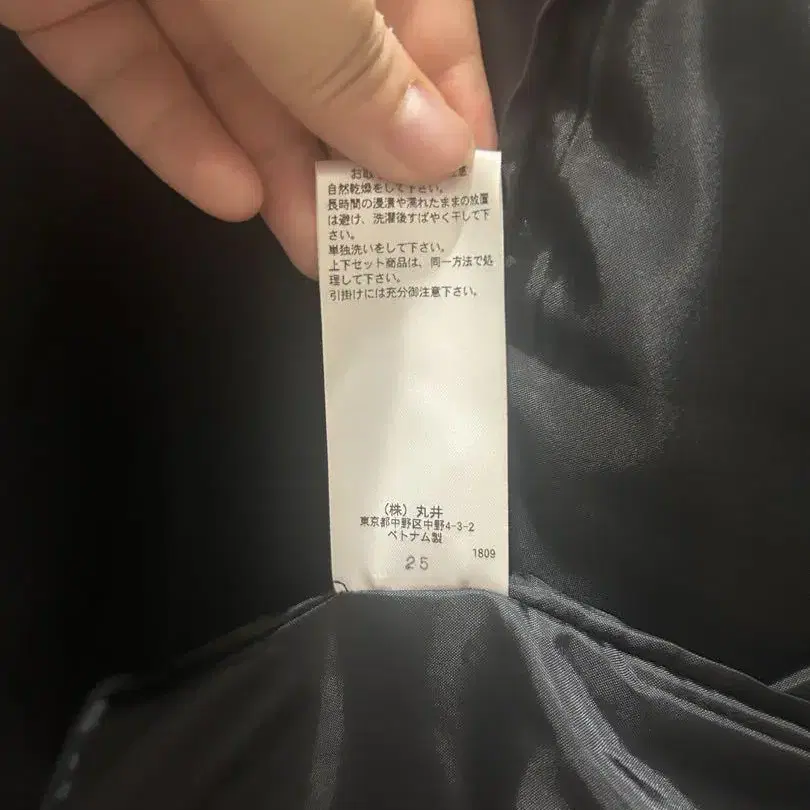 お取
意
自然乾燥をして下さい。
長時間の浸漬や濡れたままの放置
は避け、洗濯後すばやく干して下
さい。
単独洗いをして下さい。
上下セット商品は、同一方法で処
理して下さい。
引掛けには充分御注意下さい。
(株) 丸井
東京都中野区中野4-3-2
ベトナム製
1809
25